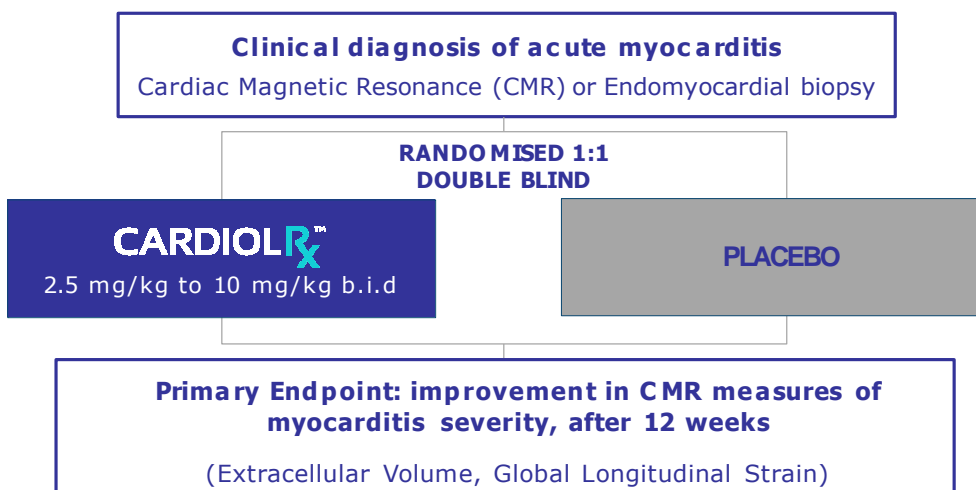 Clinical diagnosis of acute myocarditis
Cardiac Magnetic Resonance (CMR) or Endomyocardial biopsy
RANDOMISED 1:1
DOUBLE BLIND
CARDIOLRx™
2.5 mg/kg to 10 mg/kg b.i.d
PLACEBO
Primary Endpoint: improvement in CMR measures of
myocarditis severity, after 12 weeks
(Extracellular Volume, Global Longitudinal Strain)